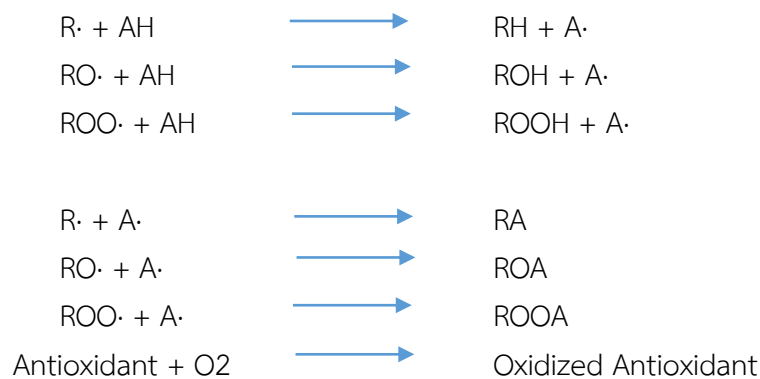 R· + AH RH + A·
RO· + AH ROH + A·
ROO· + AH ROOH + A·
R· + A· RA
RO· + A· ROA
ROO· + A· ROOA
Antioxidant + O2 Oxidized Antioxidant